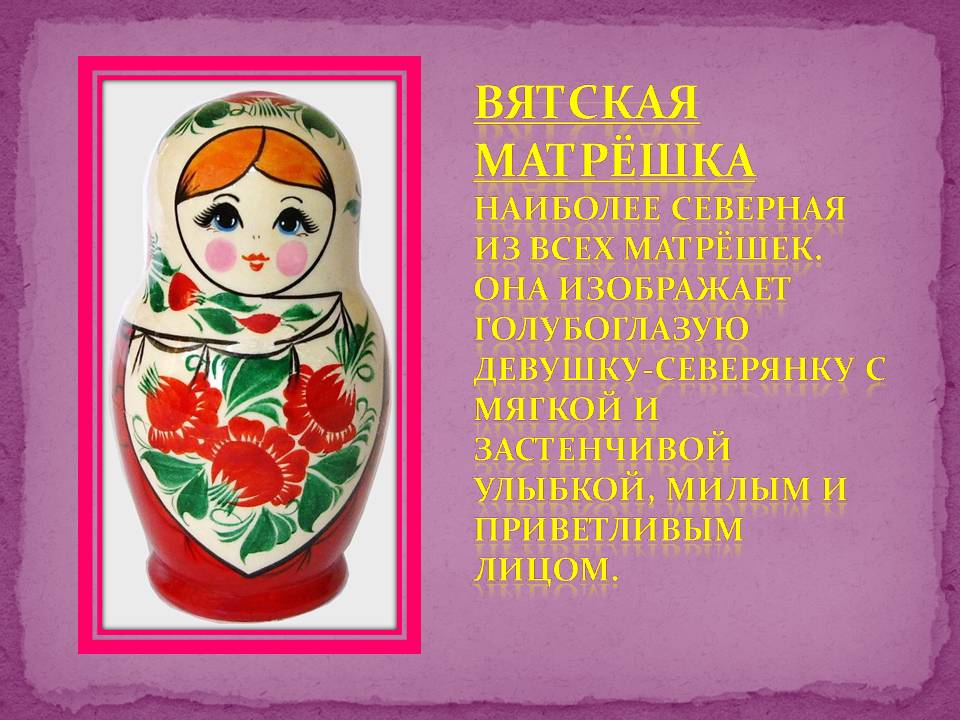 ВЯТСКАЯ
МАТРЁШКА
НАИБОЛЕЕ СЕВЕРНАЯ
ИЗ ВСЕХ МАТРЁШЕК.
ОНА ИЗОБРАЖАЕТ
ГОЛУБОГЛАЗУЮ
ДЕВУШКУ-СЕВЕРЯНКУ С
МЯГКОЙ И
ЗАСТЕНЧИВОЙ
УЛЫБКОЙ, МИЛЫМ И
ПРИВЕТЛИВЫМ
ЛИЦОМ.